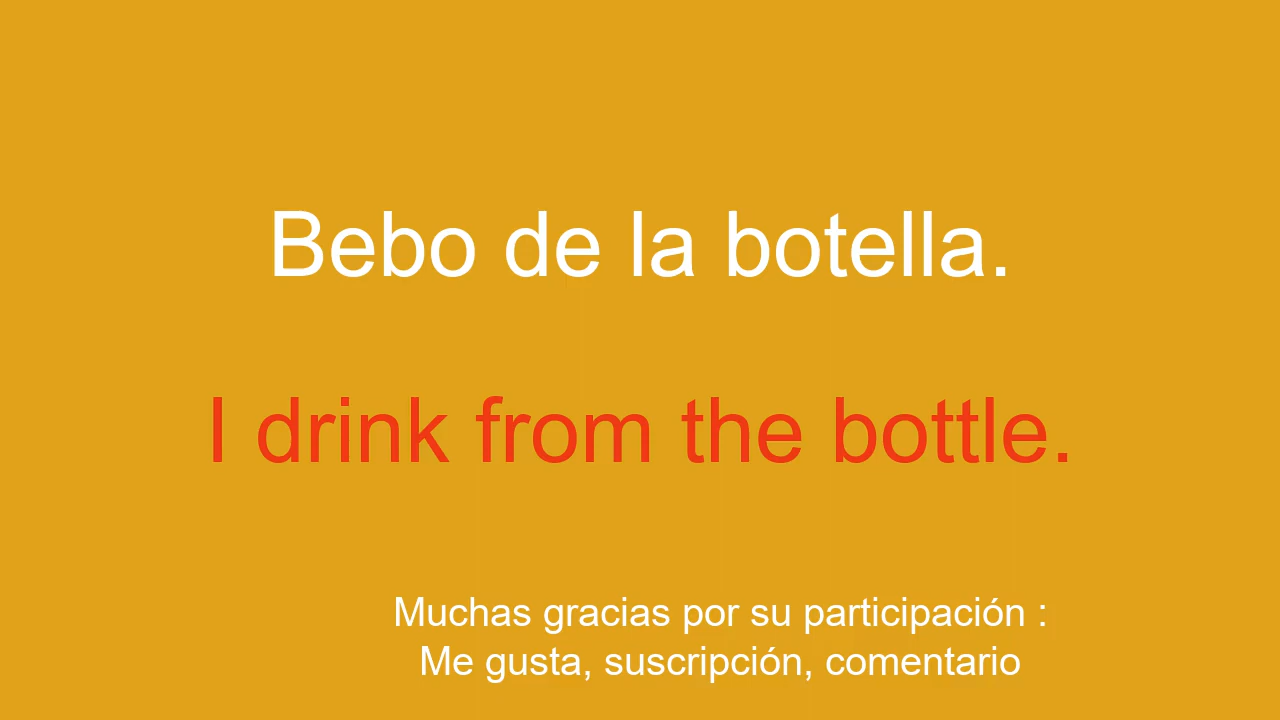 Bebo de la botella.
I drink from the bottle.
Muchas gracias por su participación :
Me gusta, suscripción, comentario